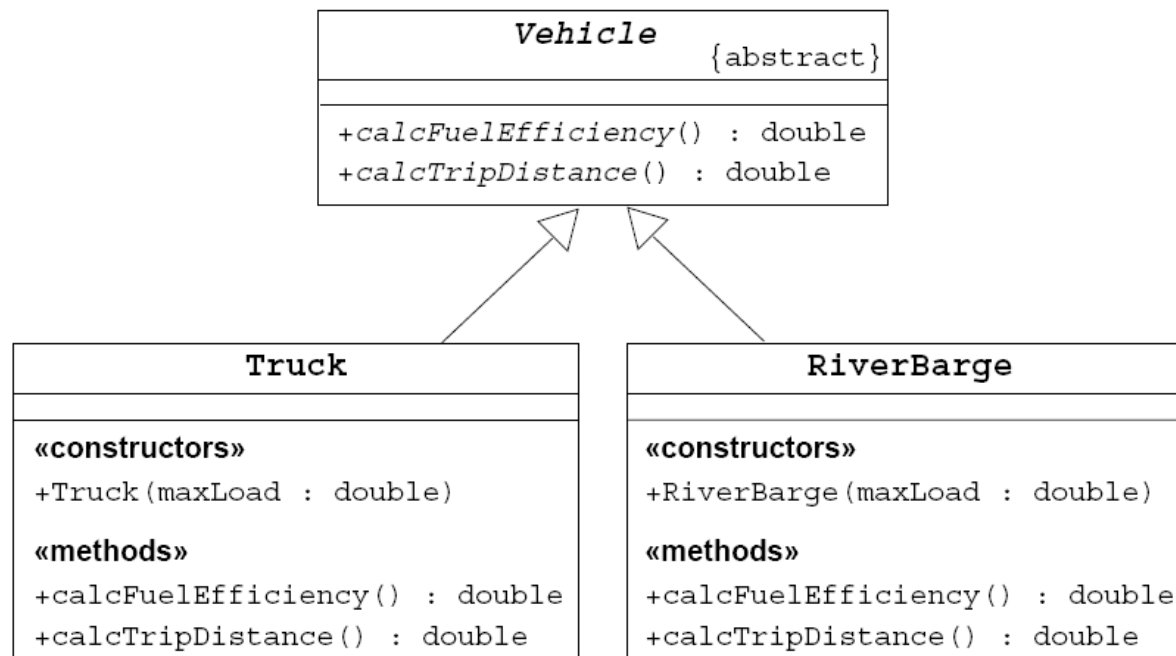 Vehicle
{abstract}
+calcFuelEfficiency() : double
+calcTripDistance() : double
Truck
«constructors»
+Truck(maxLoad : double)
«methods»
+calcFuelEfficiency() : double
+calcTripDistance() : double
RiverBarge
«constructors»
+RiverBarge(maxLoad : double)
«methods»
+calcFuelEfficiency() : double
+calcTripDistance() : double